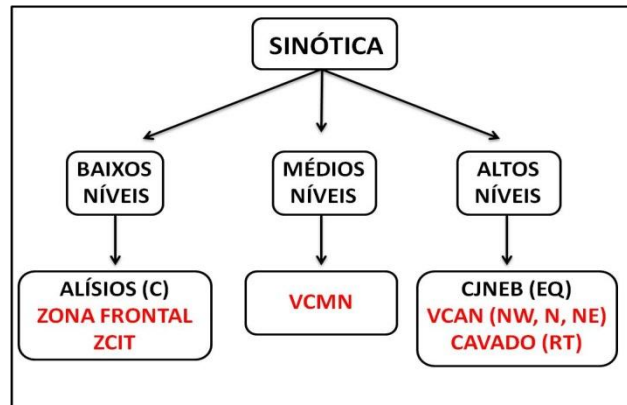 SINÓTICA
BAIXOS
NÍVEIS
MÉDIOS
NÍVEIS
ALTOS
NÍVEIS
ALÍSIOS (C)
ZONA FRONTAL
ZCIT
VCMN
CJNEB (EQ)
VCAN (NW, N, NE)
CAVADO (RT)